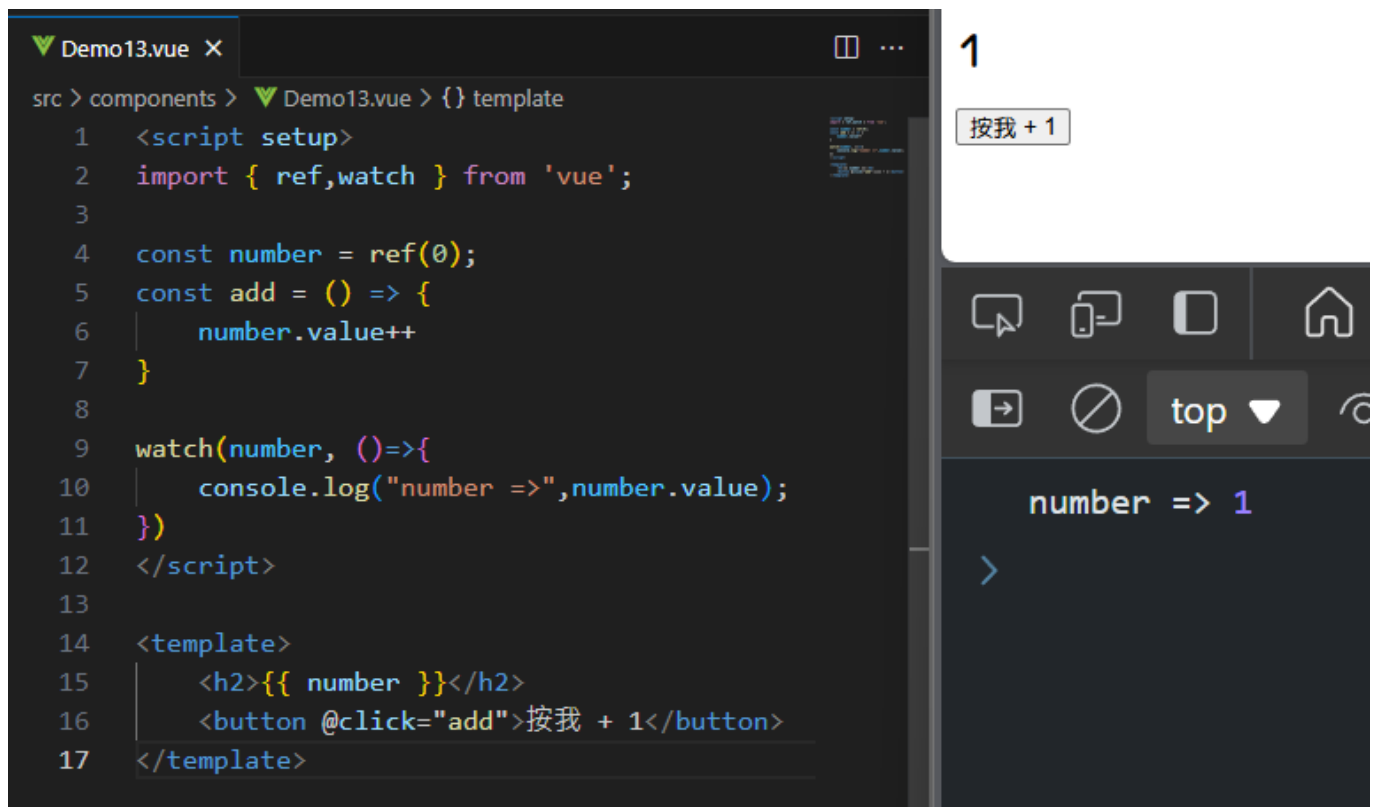 Demo13.vue
src > components > Demo13.vue > {} template
1 <script setup>
2 import { ref,watch } from 'vue';
3
4 const number = ref(0);
5 const add = () => {
6     number.value++
7 }
8
9 watch(number, ()=>{
10     console.log("number =>",number.value);
11 })
12 </script>
13
14 <template>
15     <h2>{{ number }}</h2>
16     <button @click="add">按我 + 1</button>
17 </template>
1
按我 + 1
top
number => 1